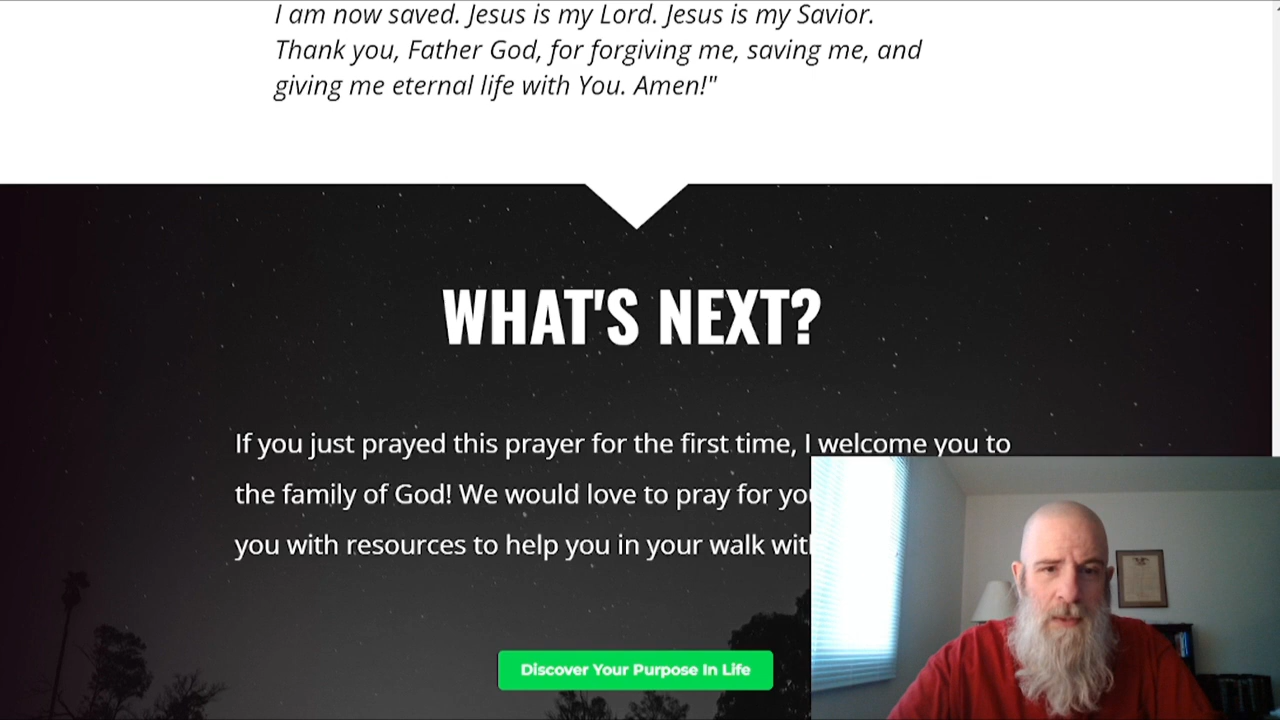 I am now saved. Jesus is my Lord. Jesus is my Savior.
Thank you, Father God, for forgiving me, saving me, and
giving me eternal life with You. Amen!"
WHAT'S NEXT?
If you just prayed this prayer for the first time, I welcome you to
the family of God! We would love to pray for
you with resources to help you in your walk
Discover Your Purpose In Life